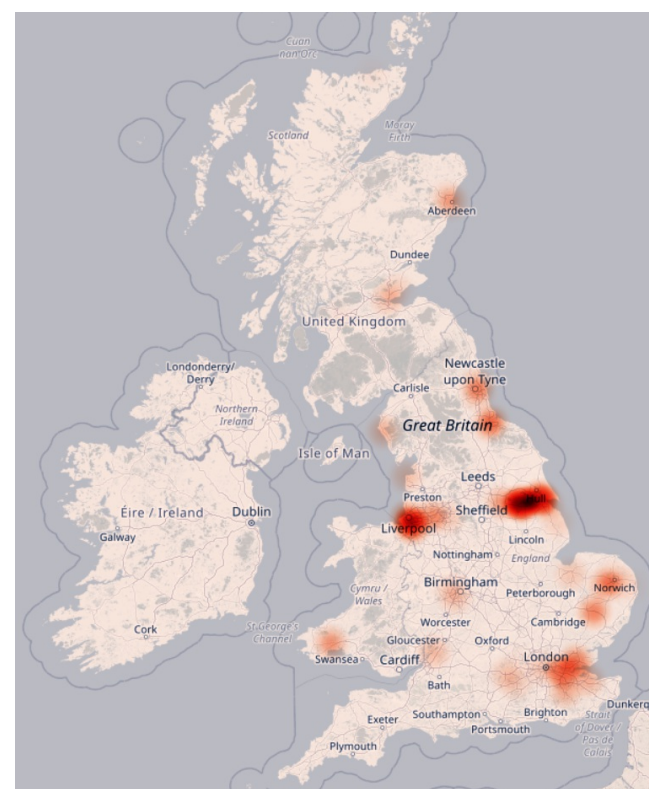 Cuan
nan Orc
Scotland
Moray
Firth
Aberdeen
Dundee
United Kingdom
Newcastle
upon Tyne
Londonderry/
Derry
Carlisle
Northern
Ireland
Great Britain
Isle of Man
Leeds
Preston
Éire / Ireland
Dublin
Sheffield
Liverpool
Galway
Lincoln
Nottingham
England
Birmingham
Norwich
Cymru /
Wales
Peterborough
Worcester
Cambridge
Cork
St George's
Channel
Gloucester
Oxford
Swansea
Cardiff
London
Bath
Dunkerq
Southampton
Brighton
Strait
of Dover /
Pas de
Calais
Exeter
Portsmouth
Plymouth